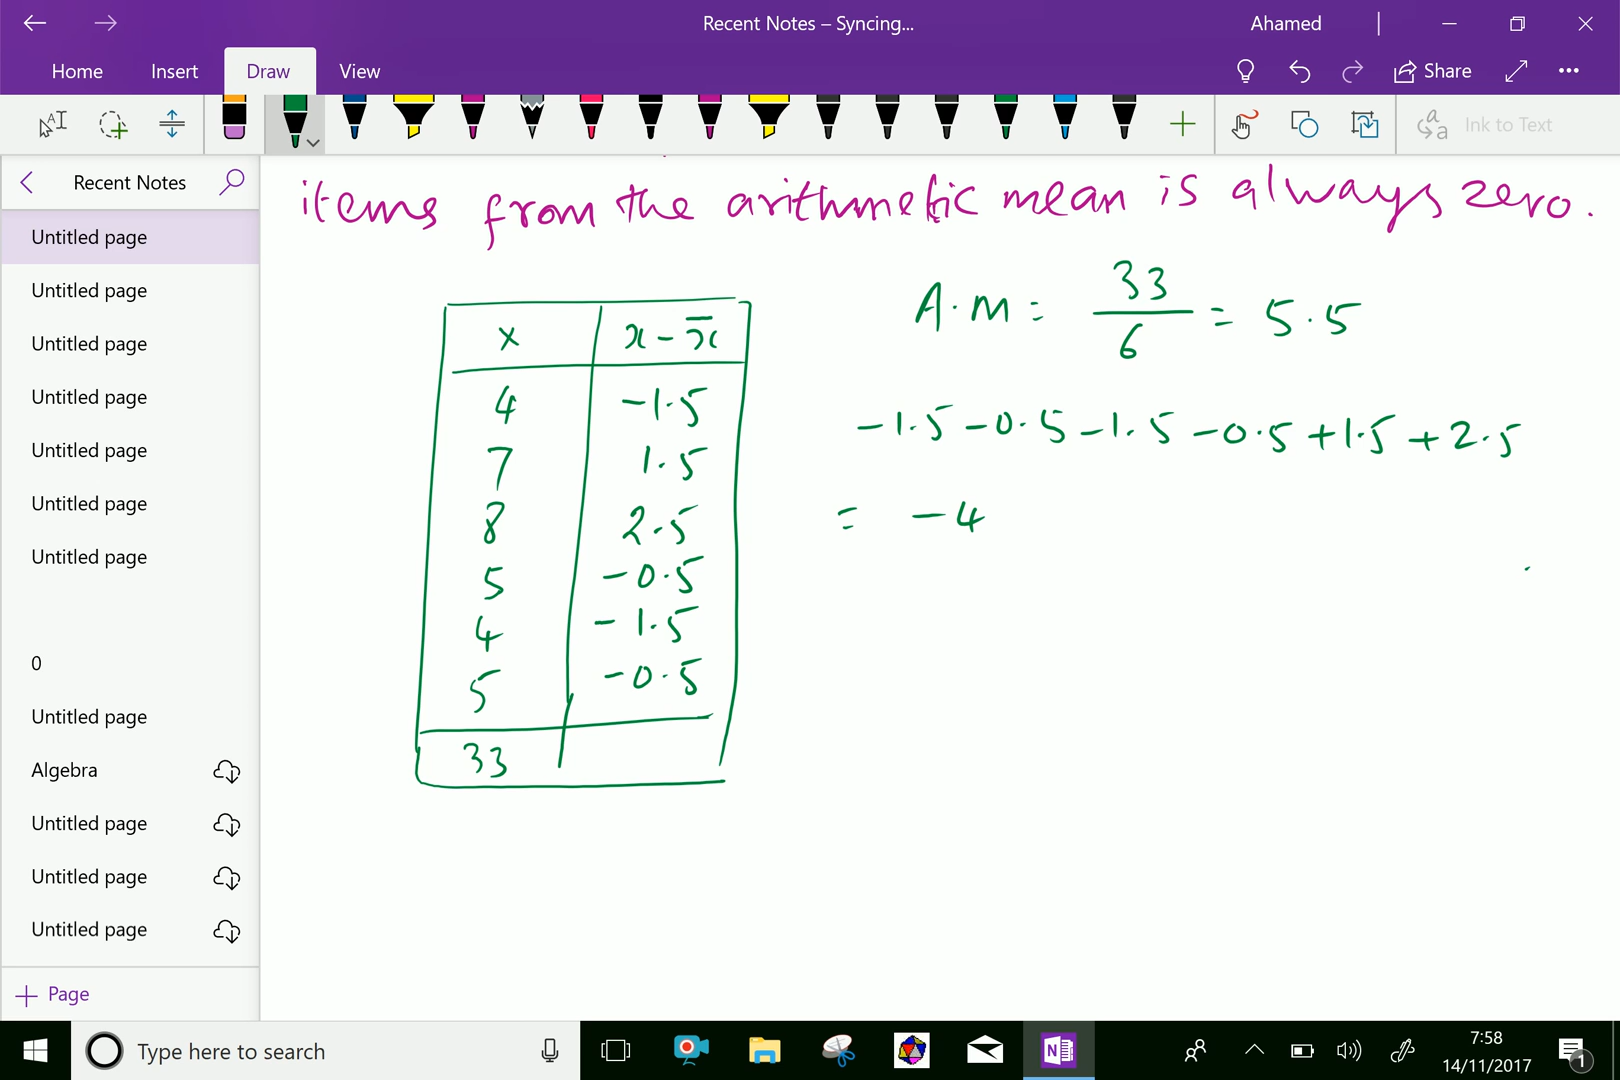 Recent Notes – Syncing...
Ahamed
Home Insert Draw View
Share
Ink to Text
Recent Notes
Untitled page
Untitled page
Untitled page
Untitled page
Untitled page
Untitled page
Untitled page
0
Untitled page
Algebra
Untitled page
Untitled page
Untitled page
+ Page
items from the arithmetic mean is always zero.
x x - x̄
4 -1.5
7 1.5
8 2.5
5 -0.5
4 -1.5
5 -0.5
33
A.M = 33/6 = 5.5
-1.5 -0.5 -1.5 -0.5 +1.5 +2.5
= -4
Type here to search
7:58
14/11/2017
1